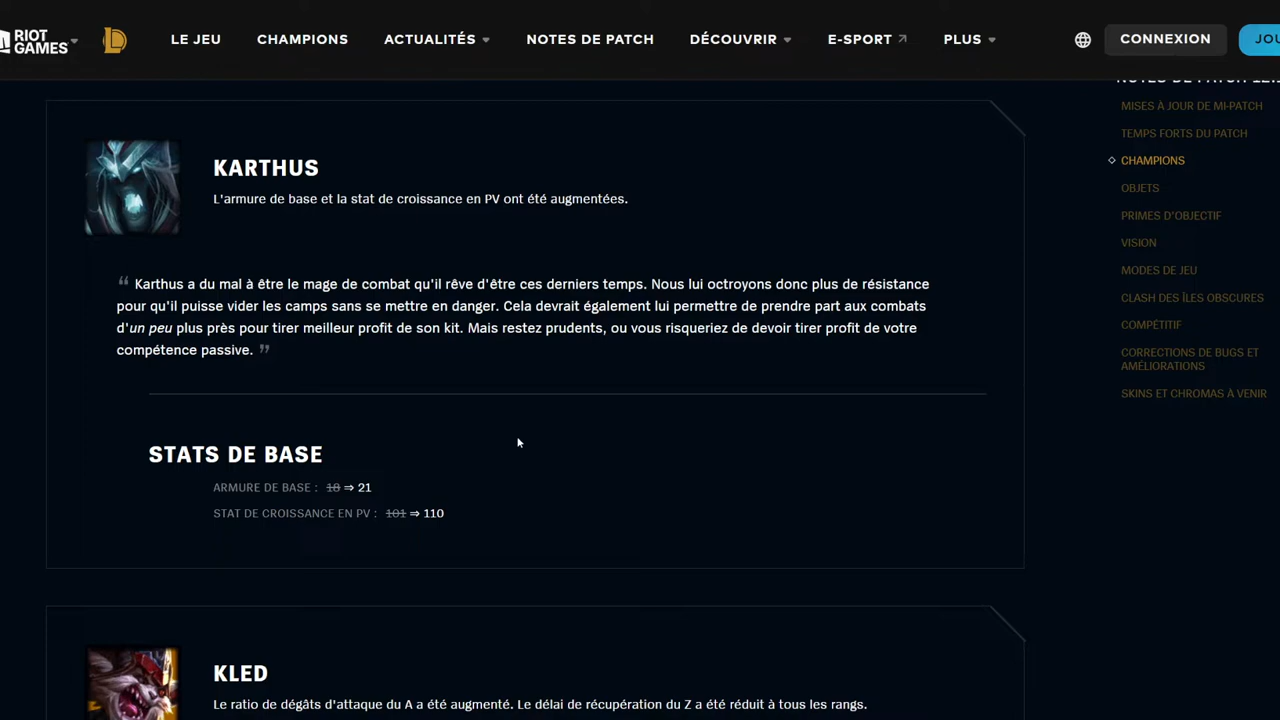 RIOT
GAMES
LE JEU
CHAMPIONS
ACTUALITÉS
NOTES DE PATCH
DÉCOUVRIR
E-SPORT
PLUS
CONNEXION
JOU
KARTHUS
L'armure de base et la stat de croissance en PV ont été augmentées.
“ Karthus a du mal à être le mage de combat qu'il rêve d'être ces derniers temps. Nous lui octroyons donc plus de résistance
pour qu'il puisse vider les camps sans se mettre en danger. Cela devrait également lui permettre de prendre part aux combats
d'un peu plus près pour tirer meilleur profit de son kit. Mais restez prudents, ou vous risqueriez de devoir tirer profit de votre
compétence passive. ”
STATS DE BASE
ARMURE DE BASE : 18 ⇒ 21
STAT DE CROISSANCE EN PV : 101 ⇒ 110
KLED
Le ratio de dégâts d'attaque du A a été augmenté. Le délai de récupération du Z a été réduit à tous les rangs.
NOTES DE PATCH 12.
MISES À JOUR DE MI-PATCH
TEMPS FORTS DU PATCH
CHAMPIONS
OBJETS
PRIMES D'OBJECTIF
VISION
MODES DE JEU
CLASH DES ÎLES OBSCURES
COMPÉTITIF
CORRECTIONS DE BUGS ET
AMÉLIORATIONS
SKINS ET CHROMAS À VENIR